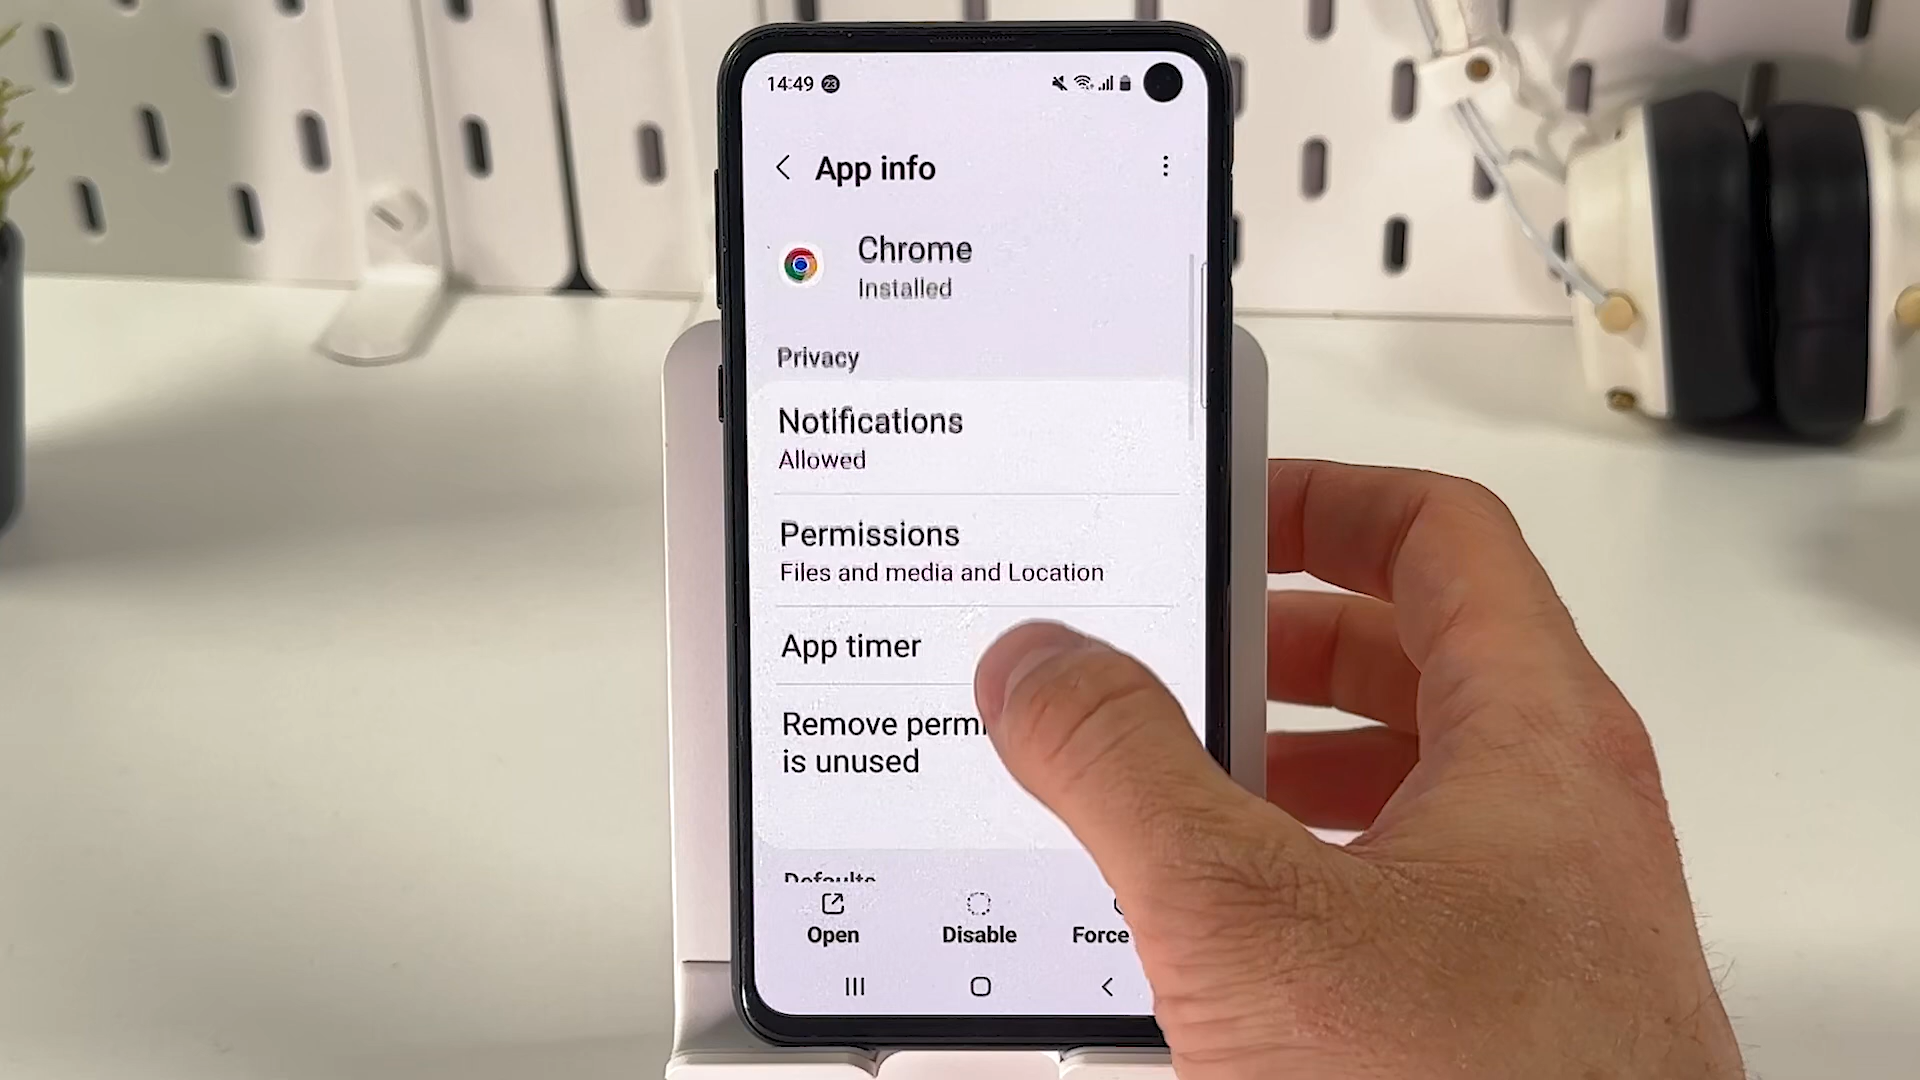 14:49 23
App info
Chrome
Installed
Privacy
Notifications
Allowed
Permissions
Files and media and Location
App timer
Remove
is unused
Defaults
Open
Disable
Force